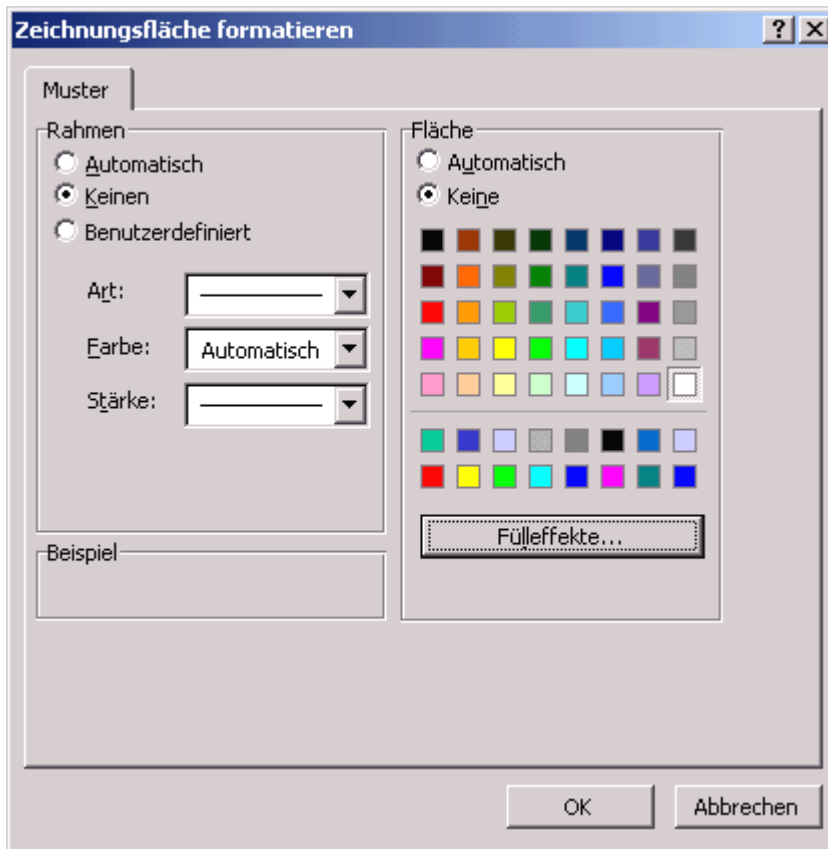 Zeichnungsfläche formatieren
Muster
Rahmen
Automatisch
Keinen
Benutzerdefiniert
Art:
Farbe: Automatisch
Stärke:
Beispiel
Fläche
Automatisch
Keine
Fülleffekte...
OK Abbrechen